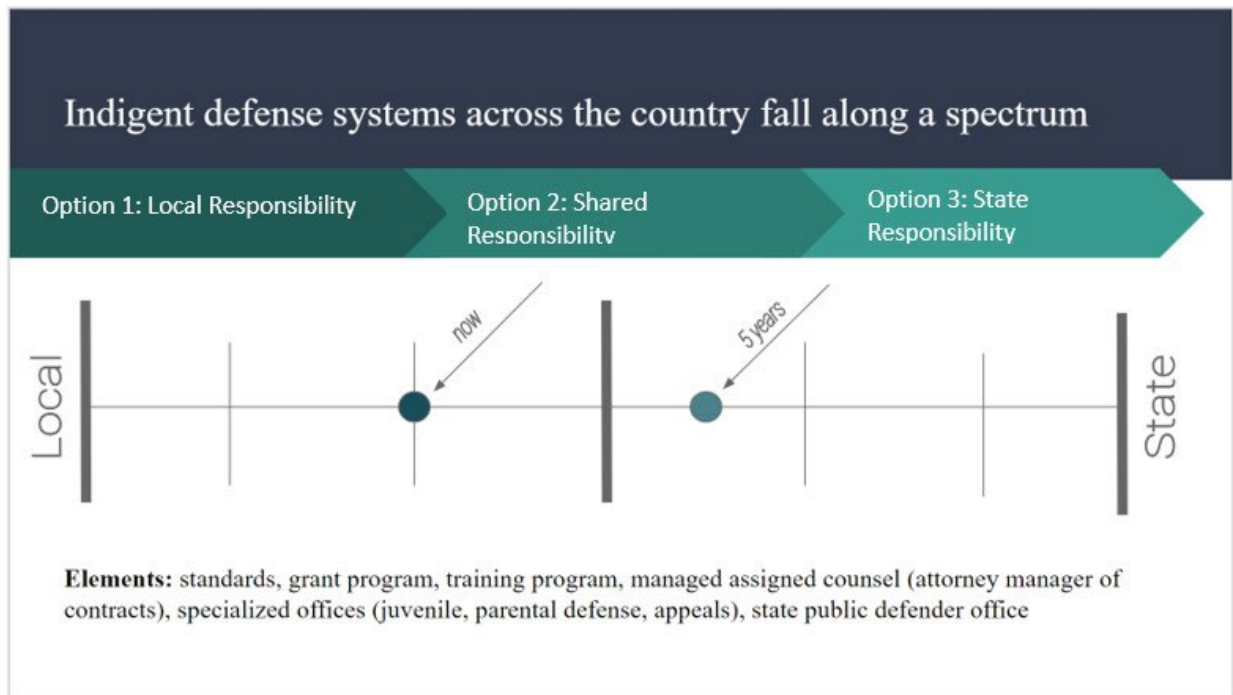 Indigent defense systems across the country fall along a spectrum
Option 1: Local Responsibility
Option 2: Shared
Responsibility
Option 3: State
Responsibility
now
5 years
Local
State
Elements: standards, grant program, training program, managed assigned counsel (attorney manager of
contracts), specialized offices (juvenile, parental defense, appeals), state public defender office